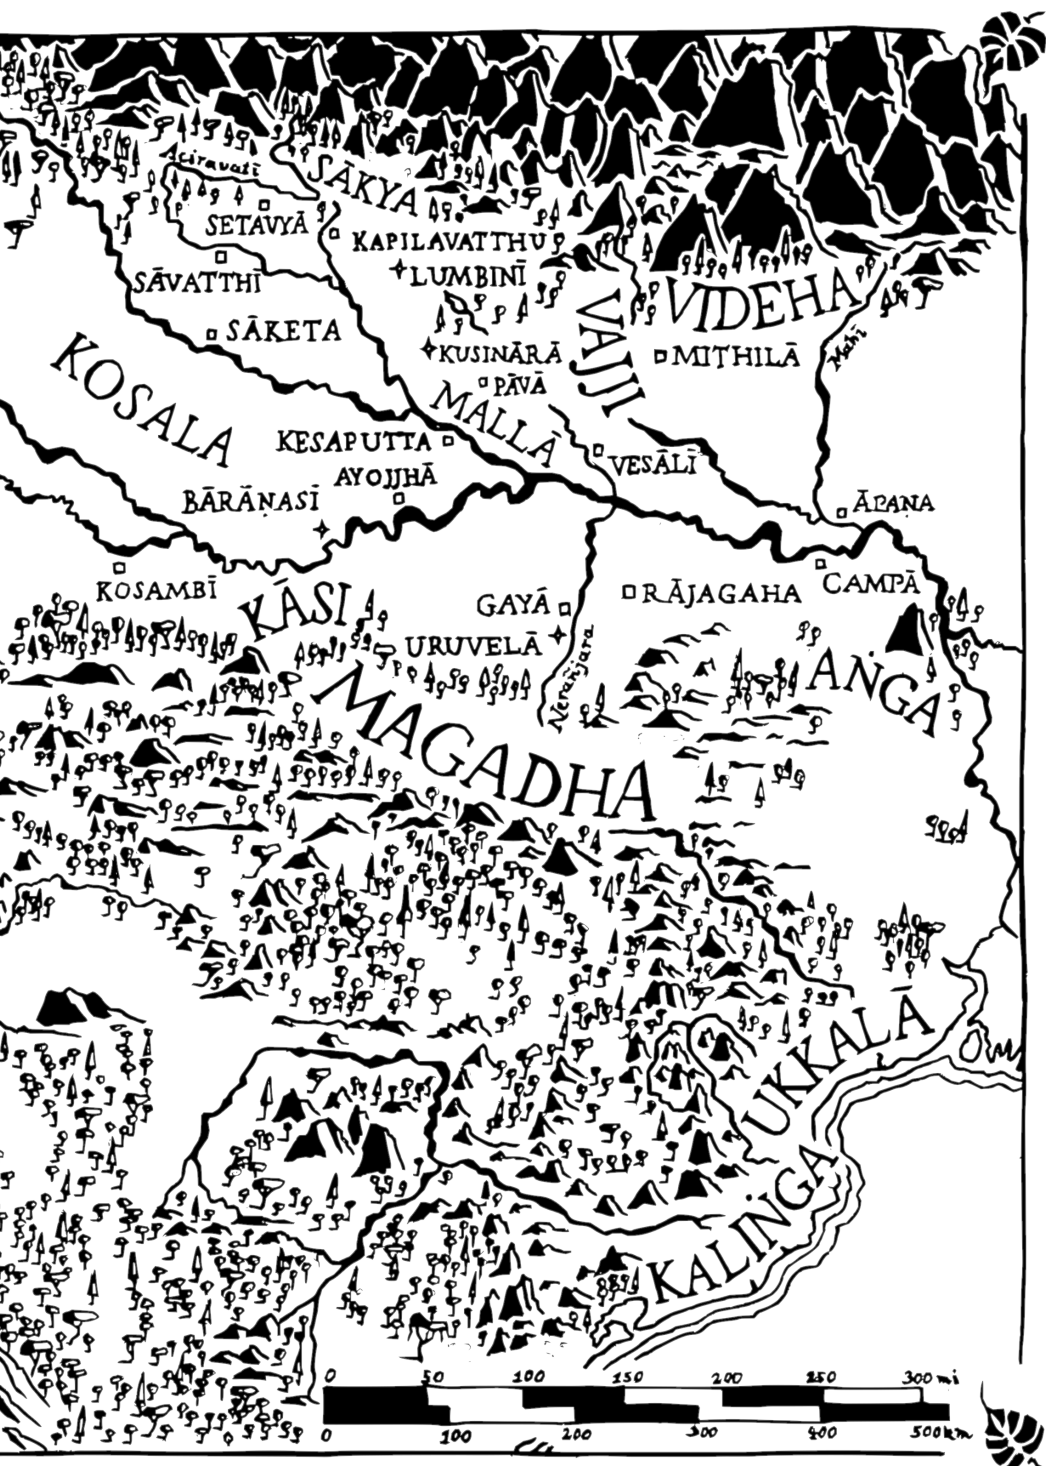 Aciravatī
SĀKYA
SETAVYĀ
KAPILAVATTHU
SĀVATTHĪ
LUMBINĪ
VAJJI
VIDEHA
SĀKETA
KUSINĀRĀ
MITHILĀ
Mahī
PĀVĀ
KOSALA
MALLĀ
KESAPUTTA
VESĀLĪ
AYOJJHĀ
BĀRĀṆASĪ
ĀPAṆA
KOSAMBĪ
KĀSI
GAYĀ
RĀJAGAHA
CAMPĀ
URUVELĀ
Nerañjara
AṄGA
MAGADHA
UKKALĀ
KALIṄGA
0 50 100 150 200 250 300 mi
0 100 200 300 400 500 km